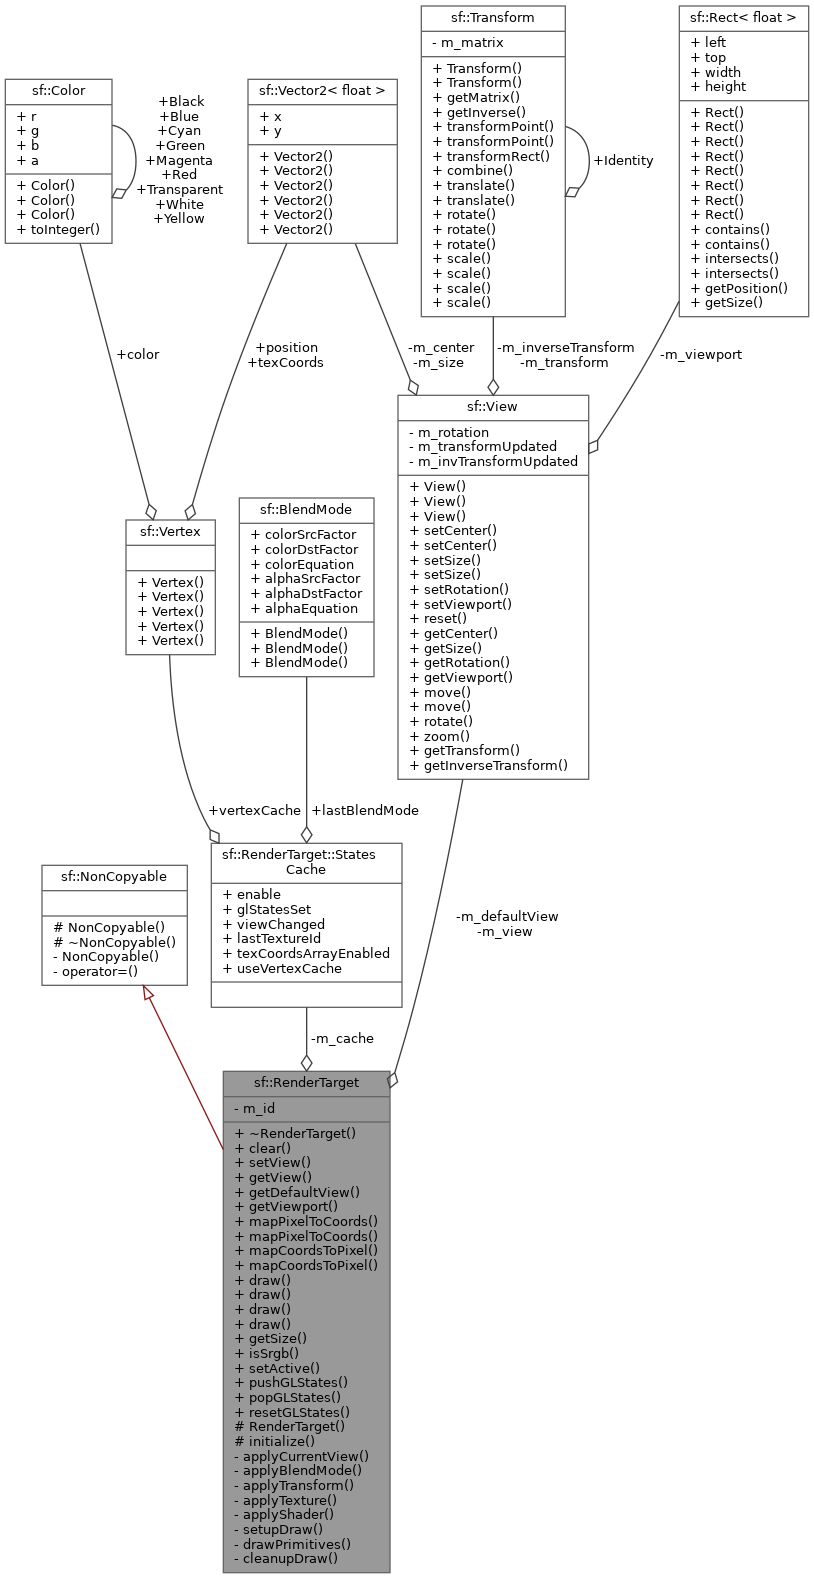 sf::Transform
- m_matrix
+ Transform()
+ Transform()
+ getMatrix()
+ getInverse()
+ transformPoint()
+ transformPoint()
+ transformRect()
+ combine()
+ translate()
+ translate()
+ rotate()
+ rotate()
+ rotate()
+ scale()
+ scale()
+ scale()
+ scale()
+Identity
sf::Rect< float >
+ left
+ top
+ width
+ height
+ Rect()
+ Rect()
+ Rect()
+ Rect()
+ Rect()
+ Rect()
+ Rect()
+ Rect()
+ contains()
+ contains()
+ intersects()
+ intersects()
+ getPosition()
+ getSize()
sf::Color
+ r
+ g
+ b
+ a
+ Color()
+ Color()
+ Color()
+ toInteger()
+Black
+Blue
+Cyan
+Green
+Magenta
+Red
+Transparent
+White
+Yellow
sf::Vector2< float >
+ x
+ y
+ Vector2()
+ Vector2()
+ Vector2()
+ Vector2()
+ Vector2()
+ Vector2()
+color
+position
+texCoords
-m_center
-m_size
-m_inverseTransform
-m_transform
-m_viewport
sf::View
- m_rotation
- m_transformUpdated
- m_invTransformUpdated
+ View()
+ View()
+ View()
+ setCenter()
+ setCenter()
+ setSize()
+ setSize()
+ setRotation()
+ setViewport()
+ reset()
+ getCenter()
+ getSize()
+ getRotation()
+ getViewport()
+ move()
+ move()
+ rotate()
+ zoom()
+ getTransform()
+ getInverseTransform()
sf::Vertex
+ Vertex()
+ Vertex()
+ Vertex()
+ Vertex()
+ Vertex()
sf::BlendMode
+ colorSrcFactor
+ colorDstFactor
+ colorEquation
+ alphaSrcFactor
+ alphaDstFactor
+ alphaEquation
+ BlendMode()
+ BlendMode()
+ BlendMode()
+vertexCache
+lastBlendMode
sf::NonCopyable
# NonCopyable()
# ~NonCopyable()
- NonCopyable()
- operator=()
sf::RenderTarget::States
Cache
+ enable
+ glStatesSet
+ viewChanged
+ lastTextureId
+ texCoordsArrayEnabled
+ useVertexCache
-m_defaultView
-m_view
-m_cache
sf::RenderTarget
- m_id
+ ~RenderTarget()
+ clear()
+ setView()
+ getView()
+ getDefaultView()
+ getViewport()
+ mapPixelToCoords()
+ mapPixelToCoords()
+ mapCoordsToPixel()
+ mapCoordsToPixel()
+ draw()
+ draw()
+ draw()
+ draw()
+ getSize()
+ isSrgb()
+ setActive()
+ pushGLStates()
+ popGLStates()
+ resetGLStates()
# RenderTarget()
# initialize()
- applyCurrentView()
- applyBlendMode()
- applyTransform()
- applyTexture()
- applyShader()
- setupDraw()
- drawPrimitives()
- cleanupDraw()